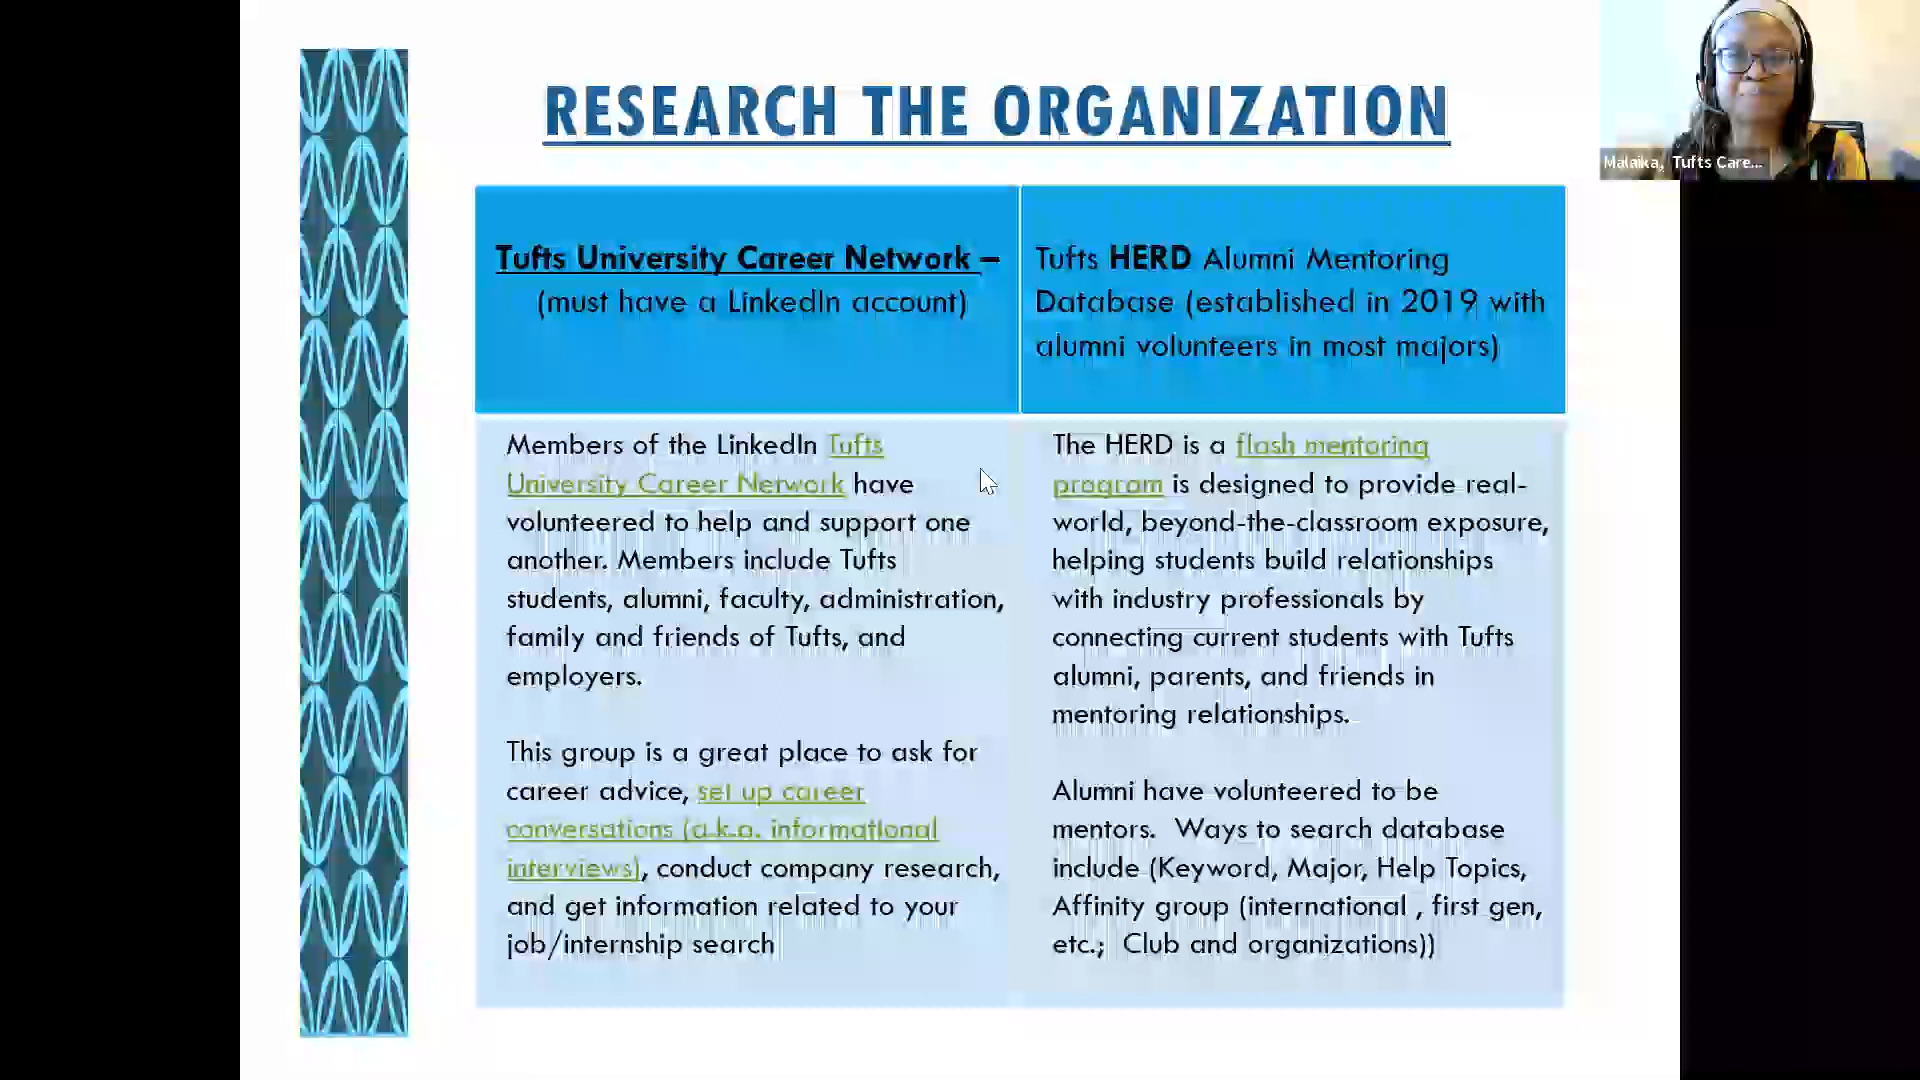 RESEARCH THE ORGANIZATION
Malaika, Tufts Care...
Tufts University Career Network –
(must have a LinkedIn account)
Tufts HERD Alumni Mentoring
Database (established in 2019 with
alumni volunteers in most majors)
Members of the LinkedIn Tufts
University Career Network have
volunteered to help and support one
another. Members include Tufts
students, alumni, faculty, administration,
family and friends of Tufts, and
employers.
This group is a great place to ask for
career advice, set up career
conversations (a.k.a. informational
interviews), conduct company research,
and get information related to your
job/internship search
The HERD is a flash mentoring
program is designed to provide real-
world, beyond-the-classroom exposure,
helping students build relationships
with industry professionals by
connecting current students with Tufts
alumni, parents, and friends in
mentoring relationships.
Alumni have volunteered to be
mentors.  Ways to search database
include (Keyword, Major, Help Topics,
Affinity group (international , first gen,
etc.;  Club and organizations))